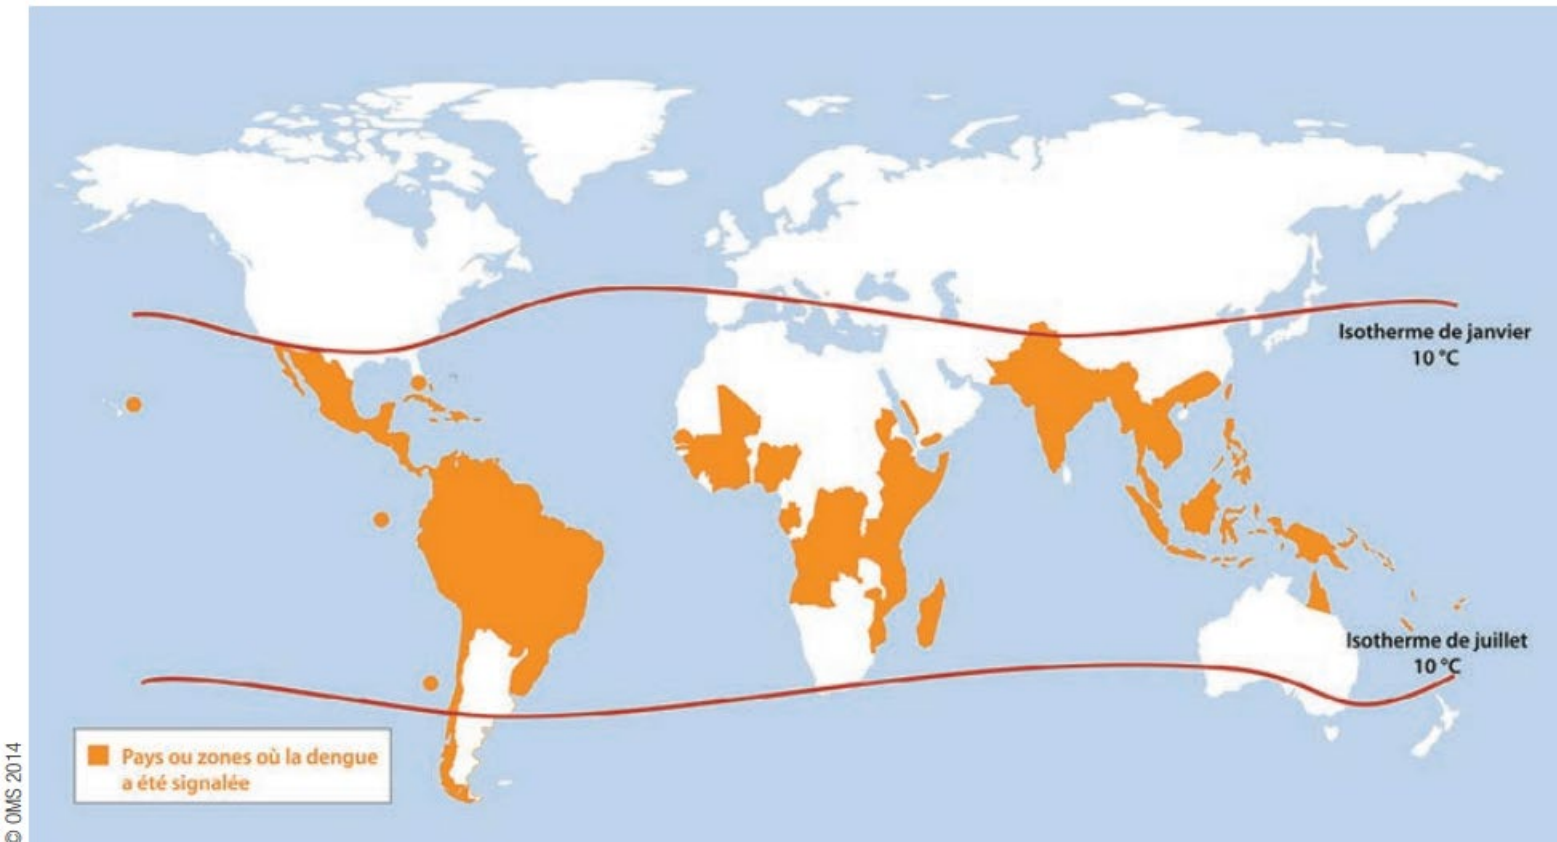 Isotherme de janvier
10 °C
Isotherme de juillet
10 °C
Pays ou zones où la dengue
a été signalée
© OMS 2014